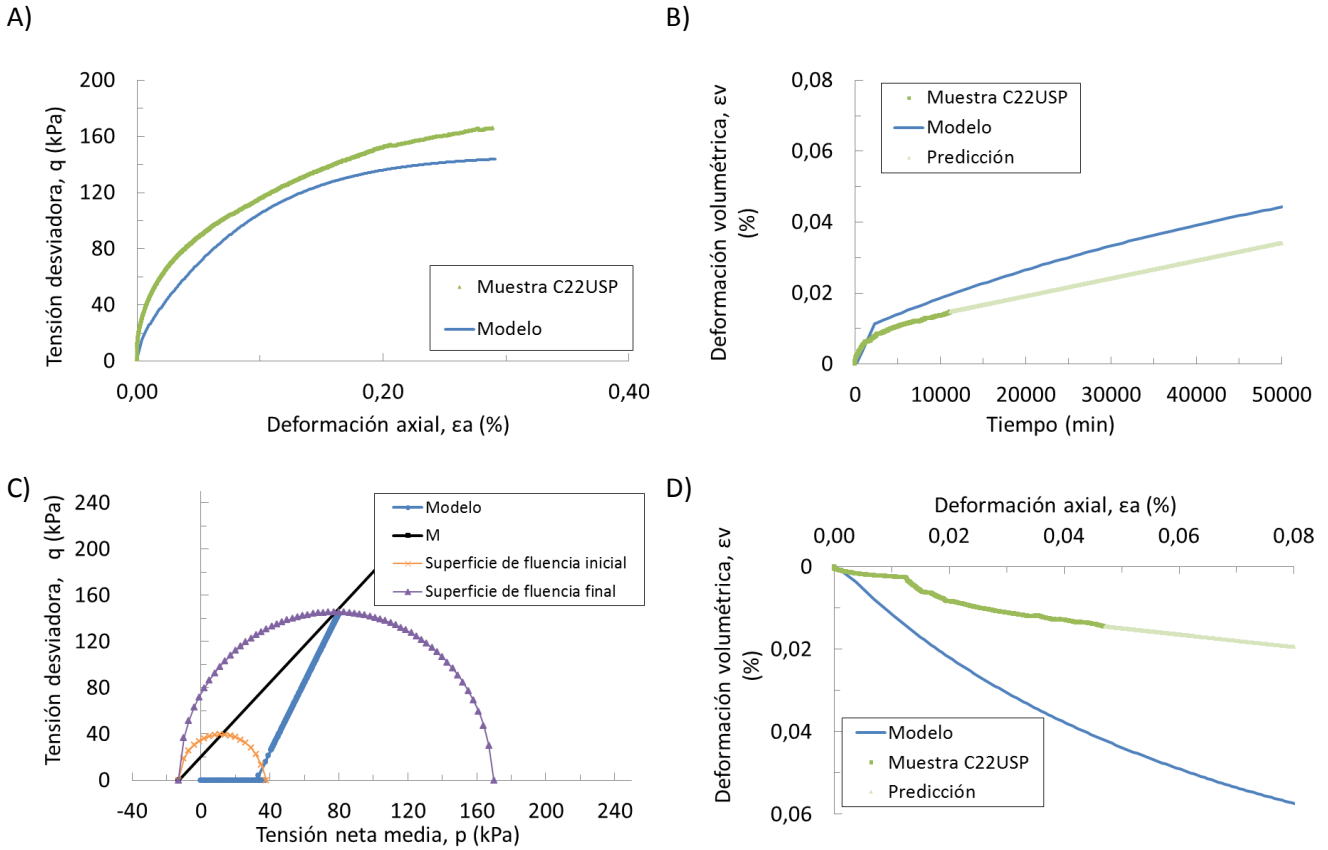 A)
Tensión desviadora, q (kPa)
200
160
120
80
40
0
0,00
0,20
0,40
Deformación axial, εa (%)
Muestra C22USP
Modelo
B)
Deformación volumétrica, εv
(%)
0,08
0,06
0,04
0,02
0
0
10000
20000
30000
40000
50000
Tiempo (min)
Muestra C22USP
Modelo
Predicción
C)
Tensión desviadora, q (kPa)
240
200
160
120
80
40
0
-40
0
40
80
120
160
200
240
Tensión neta media, p (kPa)
Modelo
M
Superficie de fluencia inicial
Superficie de fluencia final
D)
Deformación axial, εa (%)
0,00
0,02
0,04
0,06
0,08
Deformación volumétrica, εv
(%)
0
0,02
0,04
0,06
Modelo
Muestra C22USP
Predicción